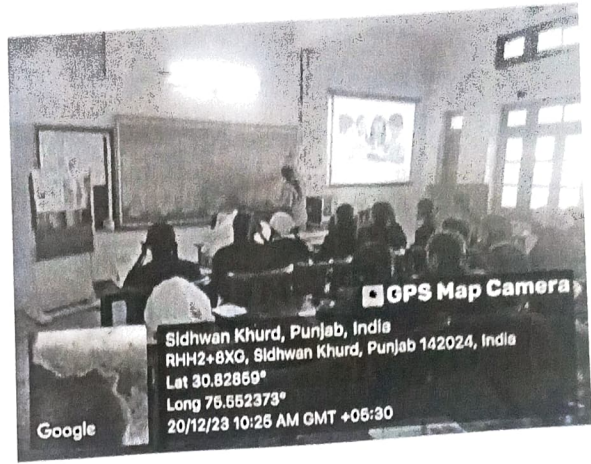 GPS Map Camera
Sidhwan Khurd, Punjab, India
RHH2+8XG, Sidhwan Khurd, Punjab 142024, India
Lat 30.82859°
Long 75.552373°
20/12/23 10:25 AM GMT +05:30
Google